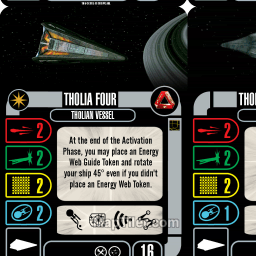 THOLIA FOUR
THOLIAN VESSEL
At the end of the Activation
Phase, you may place an Energy
Web Guide Token and rotate
your ship 45° even if you didn't
place an Energy Web Token.
2
2
2
2
16
THO
2
2
2
1